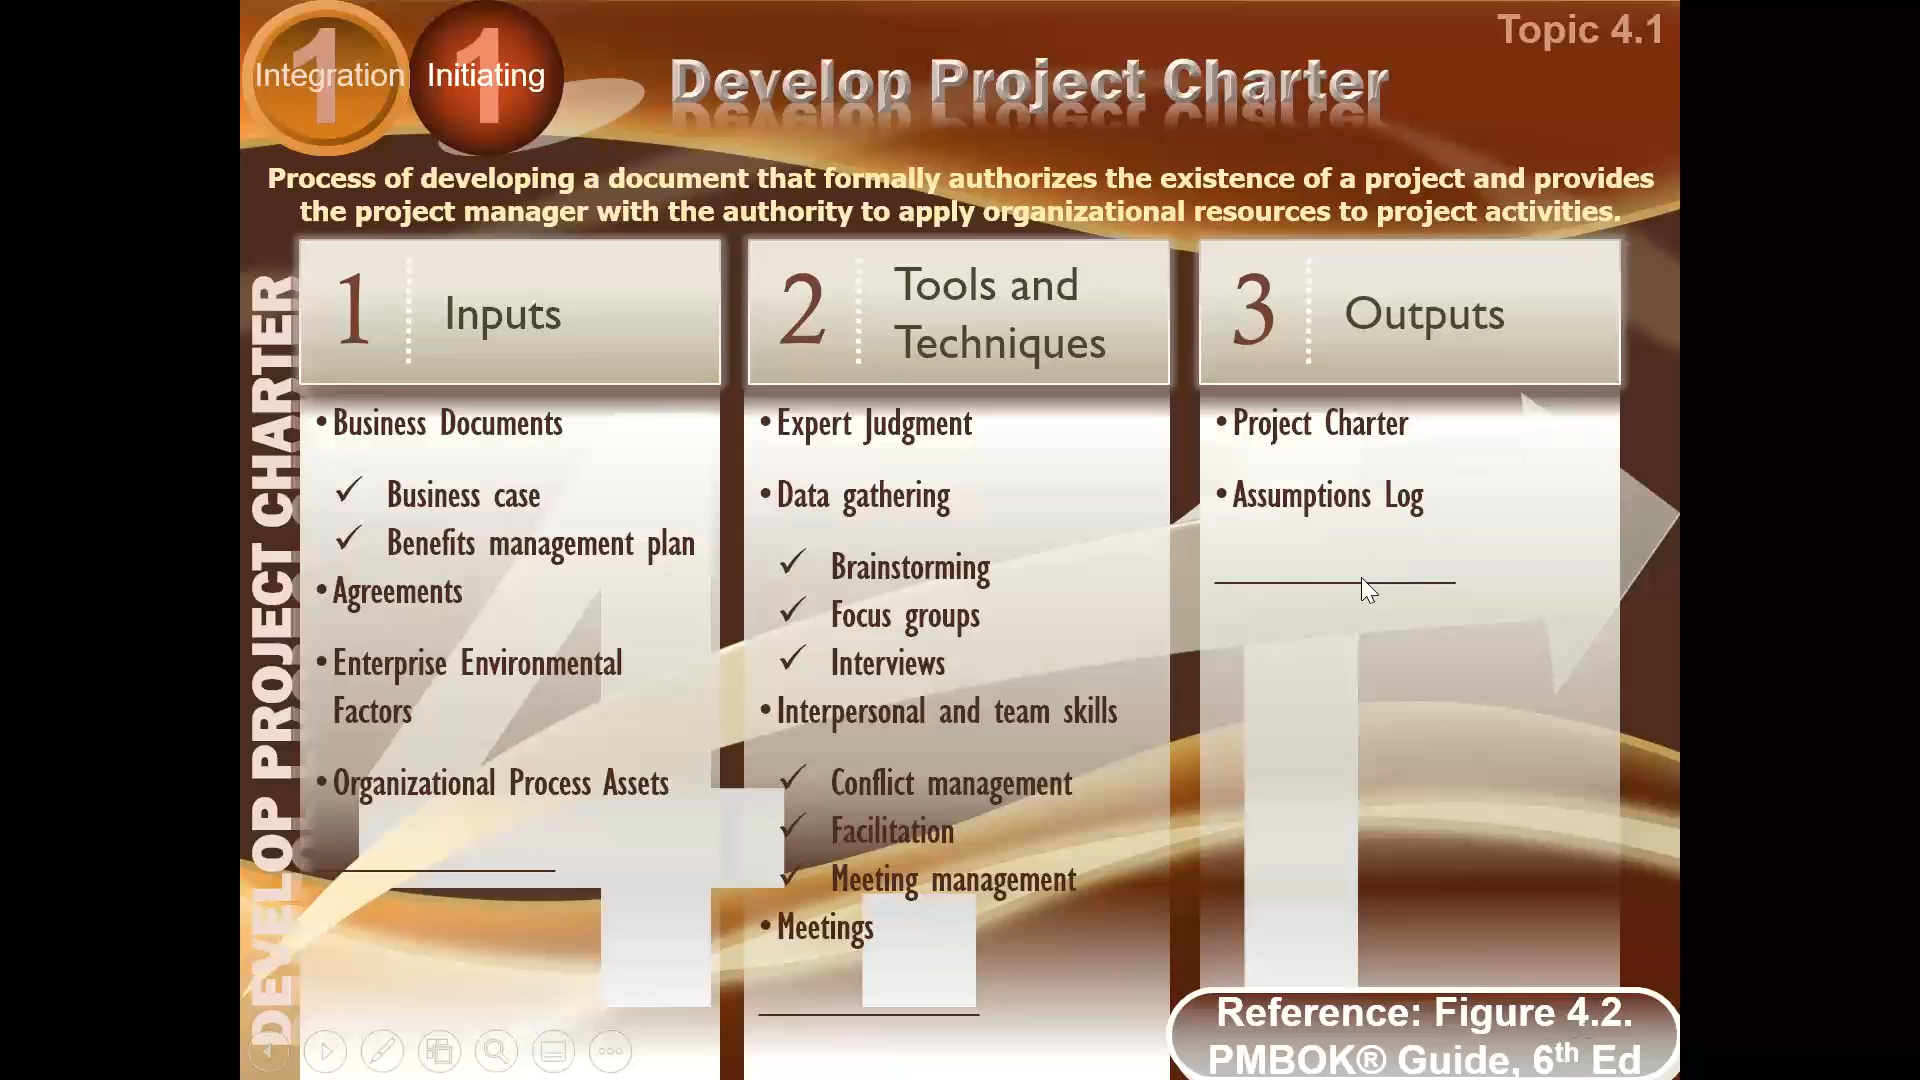 Topic 4.1
1
Integration
1
Initiating
Develop Project Charter
Process of developing a document that formally authorizes the existence of a project and provides
the project manager with the authority to apply organizational resources to project activities.
DEVELOP PROJECT CHARTER
1
Inputs
• Business Documents
✓ Business case
✓ Benefits management plan
• Agreements
• Enterprise Environmental
Factors
• Organizational Process Assets
2
Tools and
Techniques
• Expert Judgment
• Data gathering
✓ Brainstorming
✓ Focus groups
✓ Interviews
• Interpersonal and team skills
✓ Conflict management
✓ Facilitation
✓ Meeting management
• Meetings
3
Outputs
• Project Charter
• Assumptions Log
4.1
Reference: Figure 4.2.
PMBOK® Guide, 6th Ed